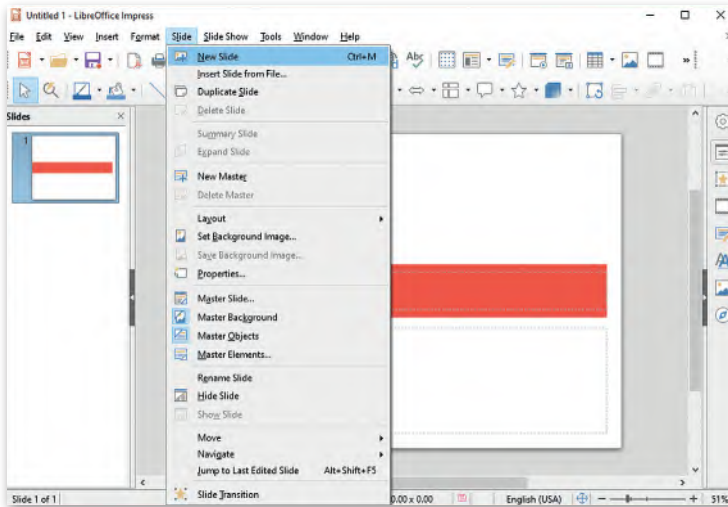 Untitled 1 - LibreOffice Impress
File Edit View Insert Format Slide Slide Show Tools Window Help
New Slide Ctrl+M
Insert Slide from File...
Duplicate Slide
Delete Slide
Summary Slide
Expand Slide
New Master
Delete Master
Layout
Set Background Image...
Save Background Image...
Properties...
Master Slide...
Master Background
Master Objects
Master Elements...
Rename Slide
Hide Slide
Show Slide
Move
Navigate
Jump to Last Edited Slide Alt+Shift+F5
Slide Transition
Slides
1
Slide 1 of 1
0.00 x 0.00
English (USA)
51%